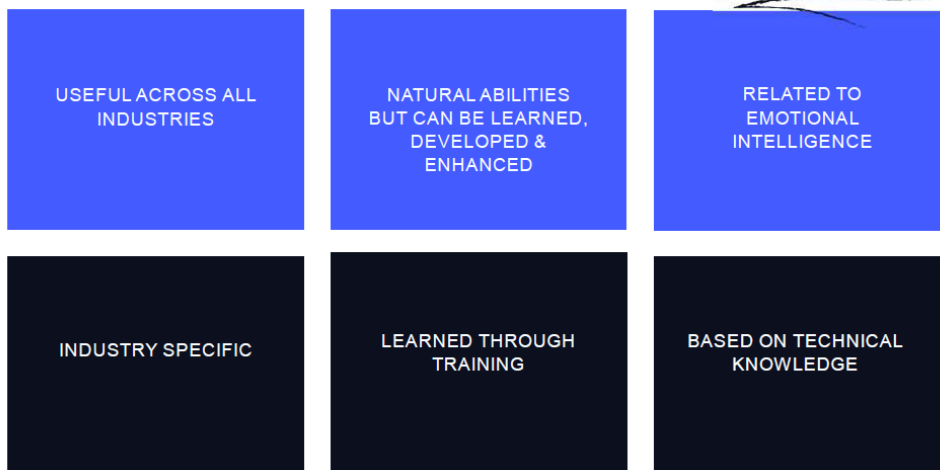 USEFUL ACROSS ALL
INDUSTRIES
NATURAL ABILITIES
BUT CAN BE LEARNED,
DEVELOPED &
ENHANCED
RELATED TO
EMOTIONAL
INTELLIGENCE
INDUSTRY SPECIFIC
LEARNED THROUGH
TRAINING
BASED ON TECHNICAL
KNOWLEDGE